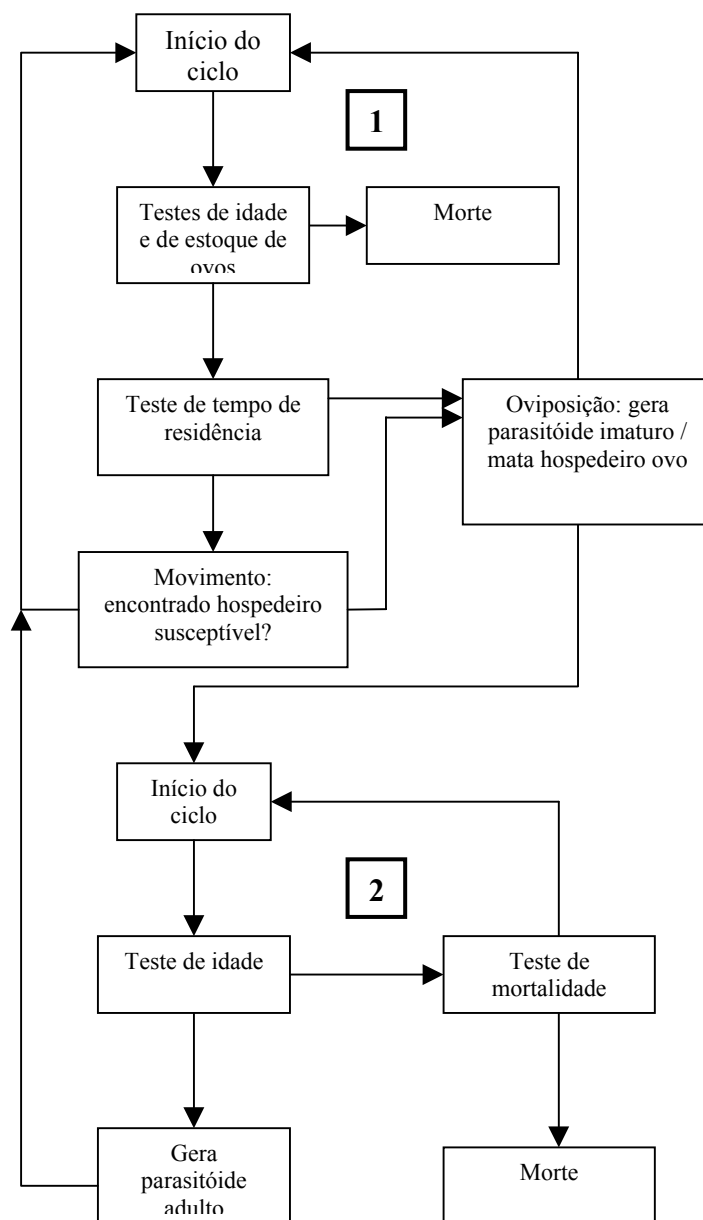 Início do
ciclo
1
Testes de idade
e de estoque de
ovos
Morte
Teste de tempo de
residência
Oviposição: gera
parasitóide imaturo /
mata hospedeiro ovo
Movimento:
encontrado hospedeiro
susceptível?
Início do
ciclo
2
Teste de idade
Teste de
mortalidade
Gera
parasitóide
adulto
Morte